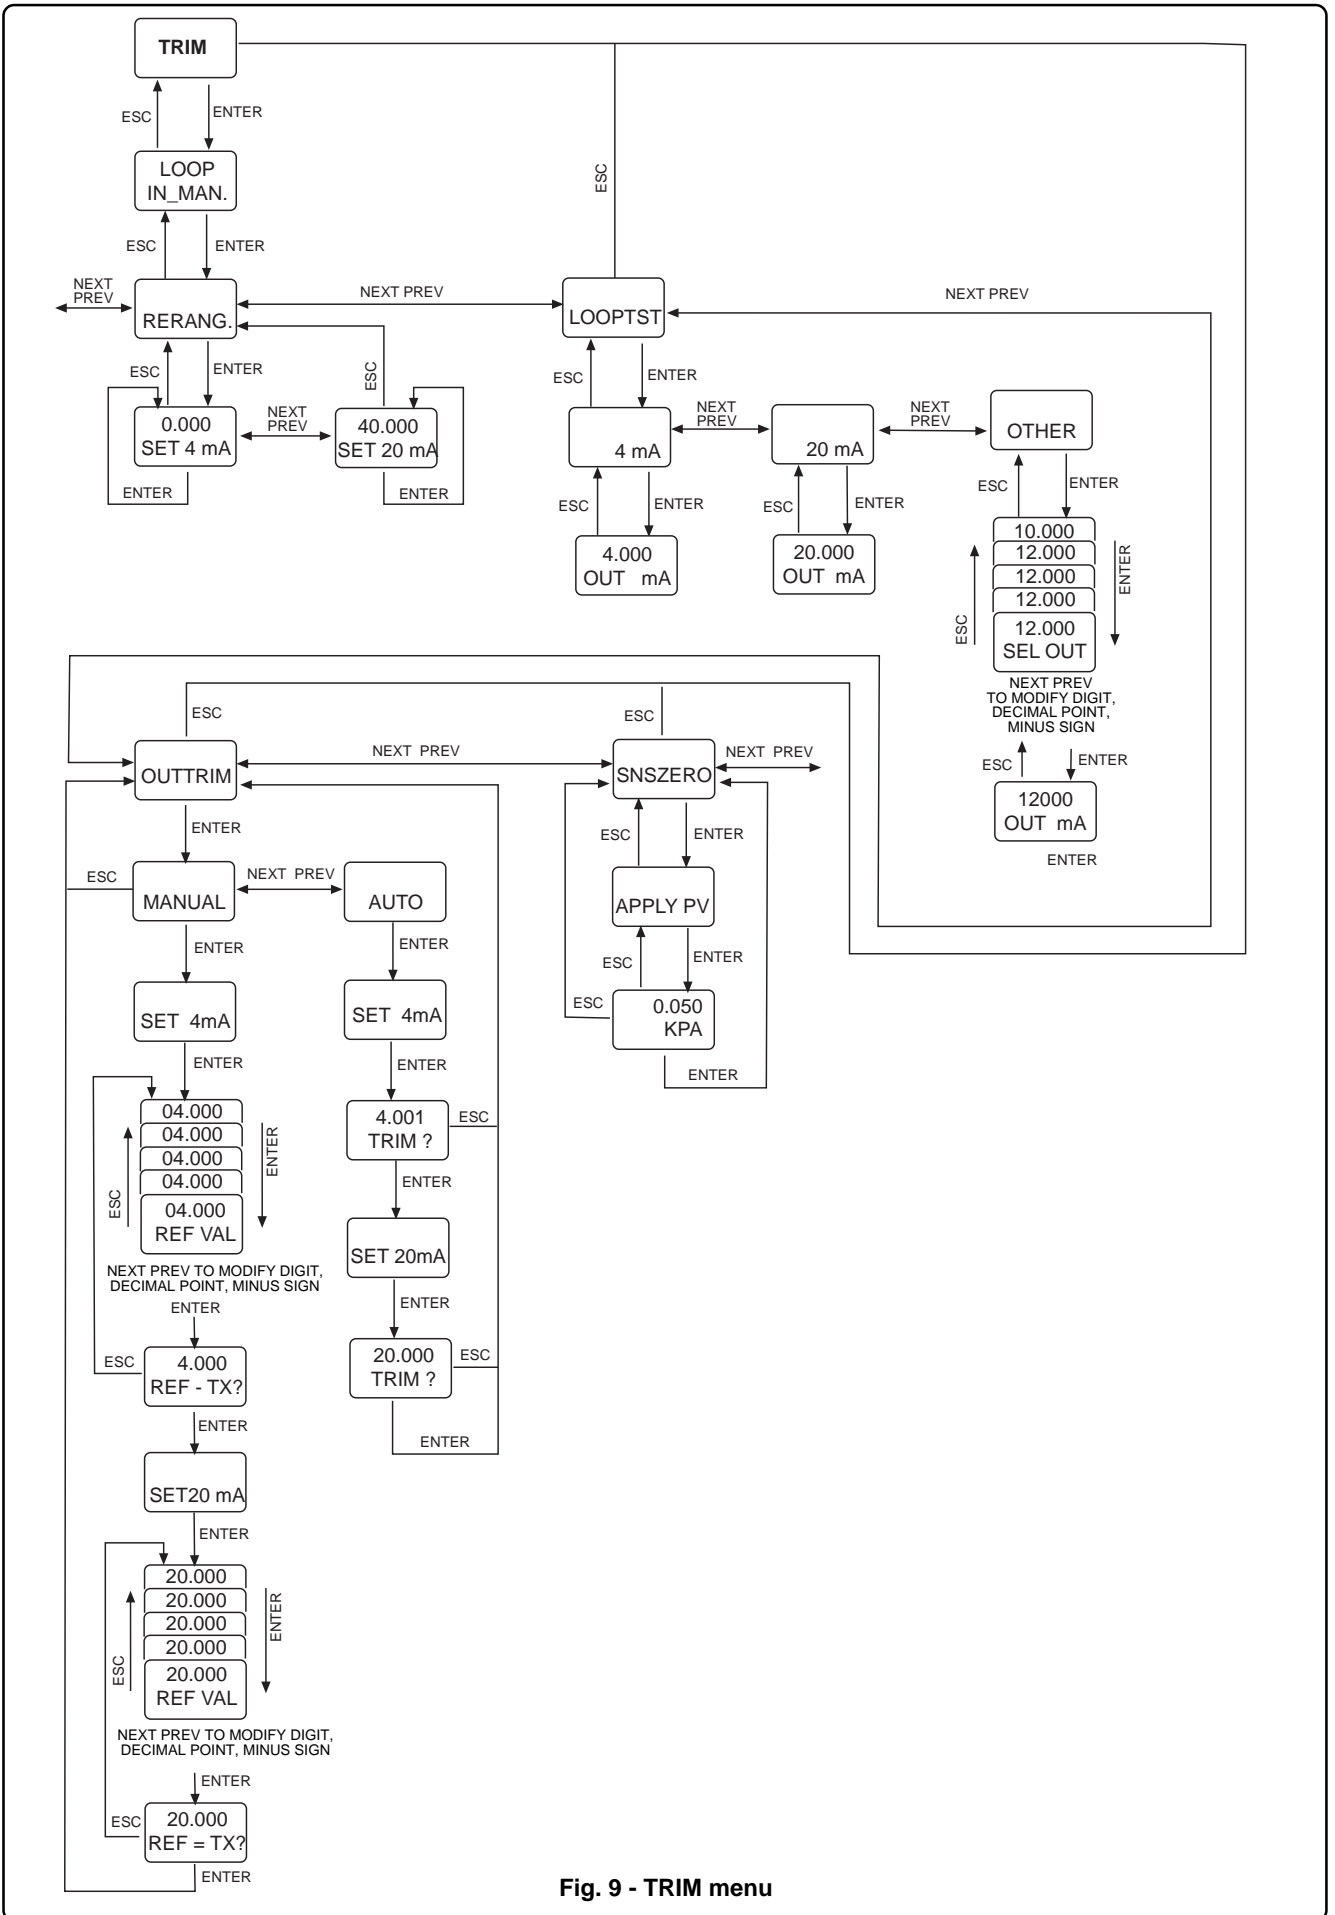 TRIM
ESC
ENTER
LOOP
IN_MAN.
ESC
ENTER
ESC
NEXT
PREV
RERANG.
NEXT PREV
LOOPTST
NEXT PREV
ESC
ENTER
ESC
0.000
SET 4 mA
NEXT
PREV
40.000
SET 20 mA
ENTER
ENTER
ESC
ENTER
4 mA
NEXT
PREV
20 mA
NEXT
PREV
OTHER
ESC
ENTER
ESC
ENTER
ESC
ENTER
4.000
OUT mA
20.000
OUT mA
10.000
12.000
12.000
12.000
12.000
SEL OUT
ESC
ENTER
NEXT PREV
TO MODIFY DIGIT,
DECIMAL POINT,
MINUS SIGN
ESC
ENTER
12000
OUT mA
ENTER
ESC
ESC
OUTTRIM
NEXT PREV
SNSZERO
NEXT PREV
ENTER
ESC
ENTER
ESC
MANUAL
NEXT PREV
AUTO
APPLY PV
ENTER
ENTER
ESC
ENTER
SET 4mA
SET 4mA
ESC
0.050
KPA
ENTER
ENTER
ENTER
04.000
04.000
04.000
04.000
04.000
REF VAL
ESC
ENTER
4.001
TRIM ?
ESC
ENTER
SET 20mA
NEXT PREV TO MODIFY DIGIT,
DECIMAL POINT, MINUS SIGN
ENTER
ENTER
ESC
4.000
REF - TX?
20.000
TRIM ?
ESC
ENTER
ENTER
SET20 mA
ENTER
20.000
20.000
20.000
20.000
20.000
REF VAL
ESC
ENTER
NEXT PREV TO MODIFY DIGIT,
DECIMAL POINT, MINUS SIGN
ENTER
ESC
20.000
REF = TX?
ENTER
Fig. 9 - TRIM menu